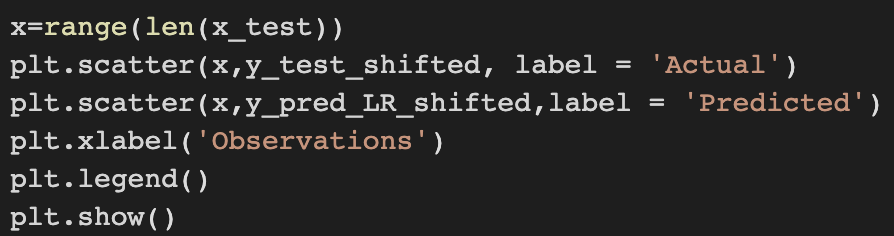 x=range(len(x_test))
plt.scatter(x,y_test_shifted, label = 'Actual')
plt.scatter(x,y_pred_LR_shifted,label = 'Predicted')
plt.xlabel('Observations')
plt.legend()
plt.show()